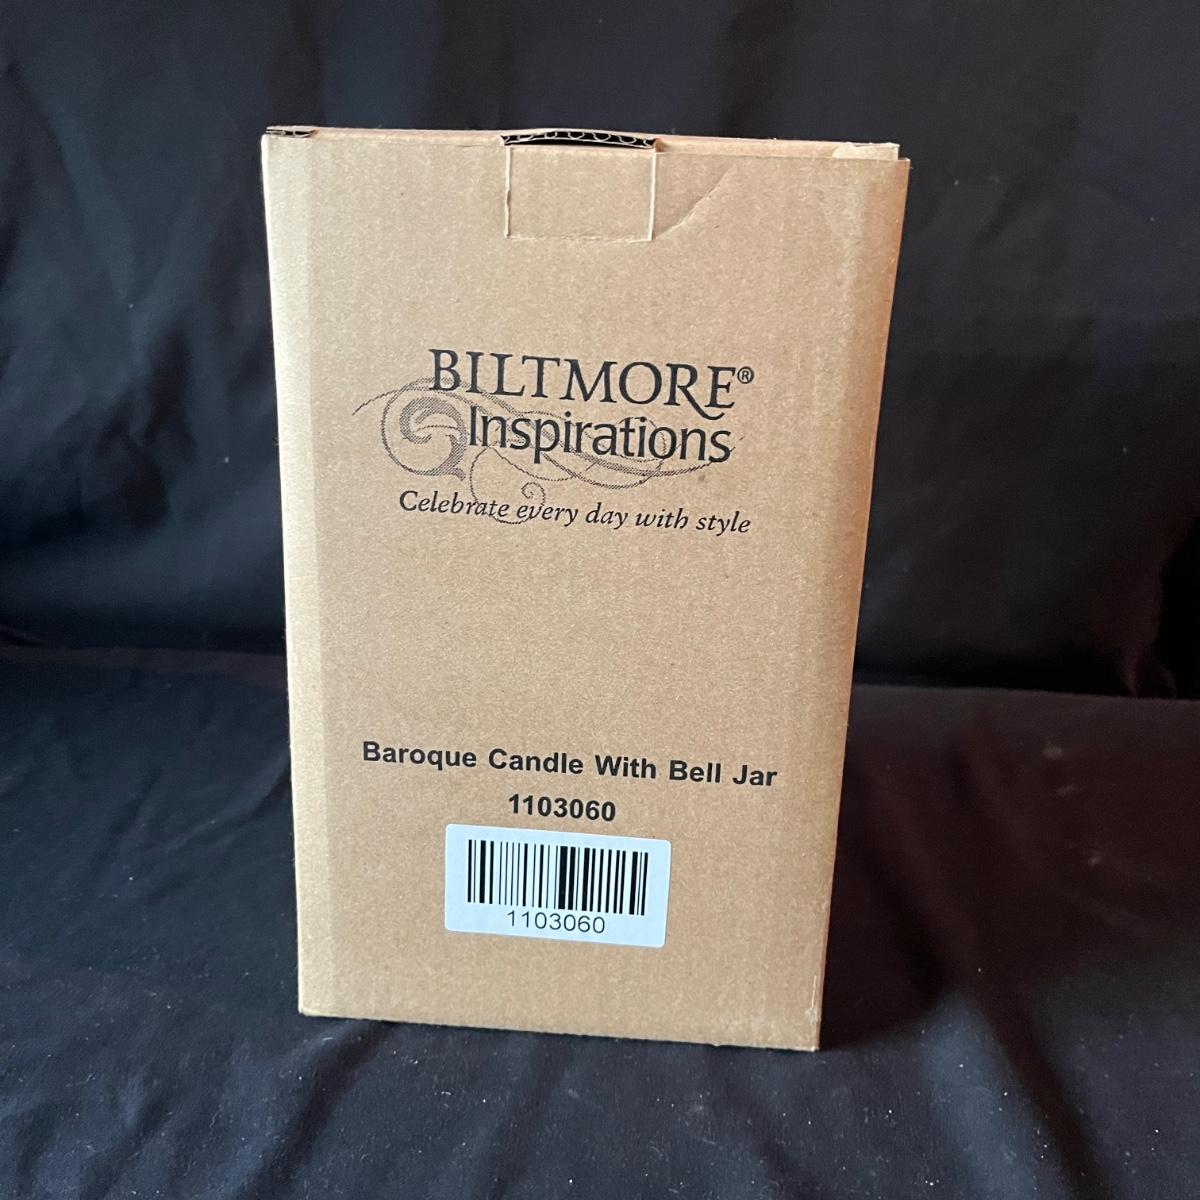 BILTMORE®
Inspirations
Celebrate every day with style
Baroque Candle With Bell Jar
1103060
1103060